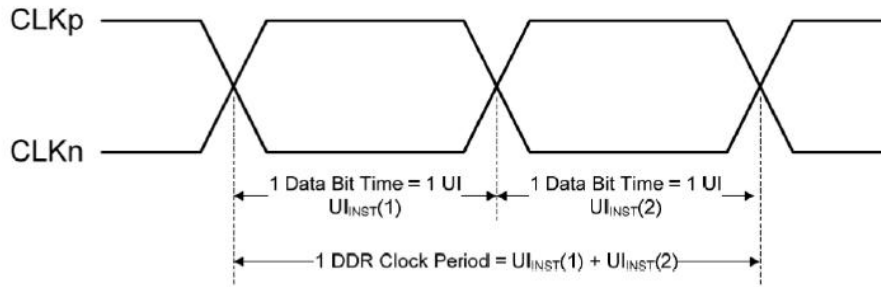 CLKp
CLKn
1 Data Bit Time = 1 UI
UIINST(1)
1 Data Bit Time = 1 UI
UIINST(2)
1 DDR Clock Period = UIINST(1) + UIINST(2)